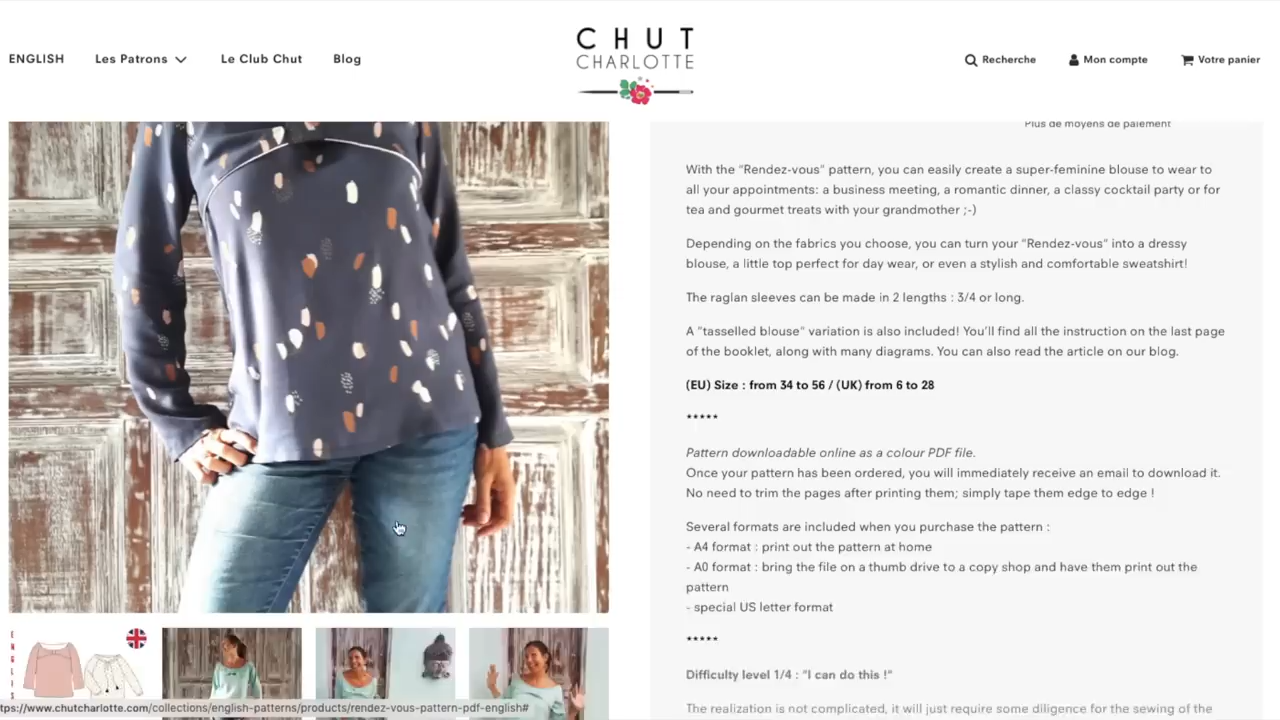 ENGLISH
Les Patrons
Le Club Chut
Blog
CHUT
CHARLOTTE
Recherche
Mon compte
Votre panier
Plus de moyens de paiement
With the "Rendez-vous" pattern, you can easily create a super-feminine blouse to wear to
all your appointments: a business meeting, a romantic dinner, a classy cocktail party or for
tea and gourmet treats with your grandmother ;-)
Depending on the fabrics you choose, you can turn your "Rendez-vous" into a dressy
blouse, a little top perfect for day wear, or even a stylish and comfortable sweatshirt!
The raglan sleeves can be made in 2 lengths : 3/4 or long.
A "tasselled blouse" variation is also included! You'll find all the instruction on the last page
of the booklet, along with many diagrams. You can also read the article on our blog.
(EU) Size : from 34 to 56 / (UK) from 6 to 28
*****
Pattern downloadable online as a colour PDF file.
Once your pattern has been ordered, you will immediately receive an email to download it.
No need to trim the pages after printing them; simply tape them edge to edge !
Several formats are included when you purchase the pattern :
- A4 format : print out the pattern at home
- A0 format : bring the file on a thumb drive to a copy shop and have them print out the
pattern
- special US letter format
*****
Difficulty level 1/4 : "I can do this !"
The realization is not complicated, it will just require some diligence for the sewing of the
ENGLIS
ttps://www.chutcharlotte.com/collections/english-patterns/products/rendez-vous-pattern-pdf-english#